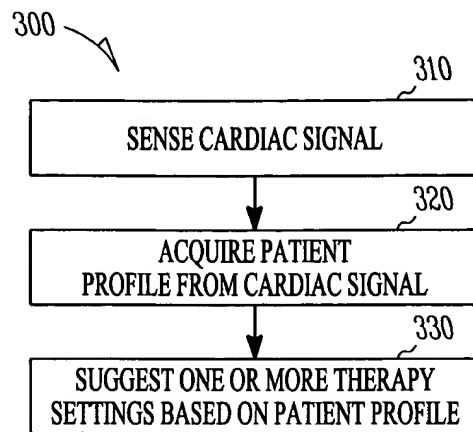 300
310
SENSE CARDIAC SIGNAL
320
ACQUIRE PATIENT
PROFILE FROM CARDIAC SIGNAL
330
SUGGEST ONE OR MORE THERAPY
SETTINGS BASED ON PATIENT PROFILE